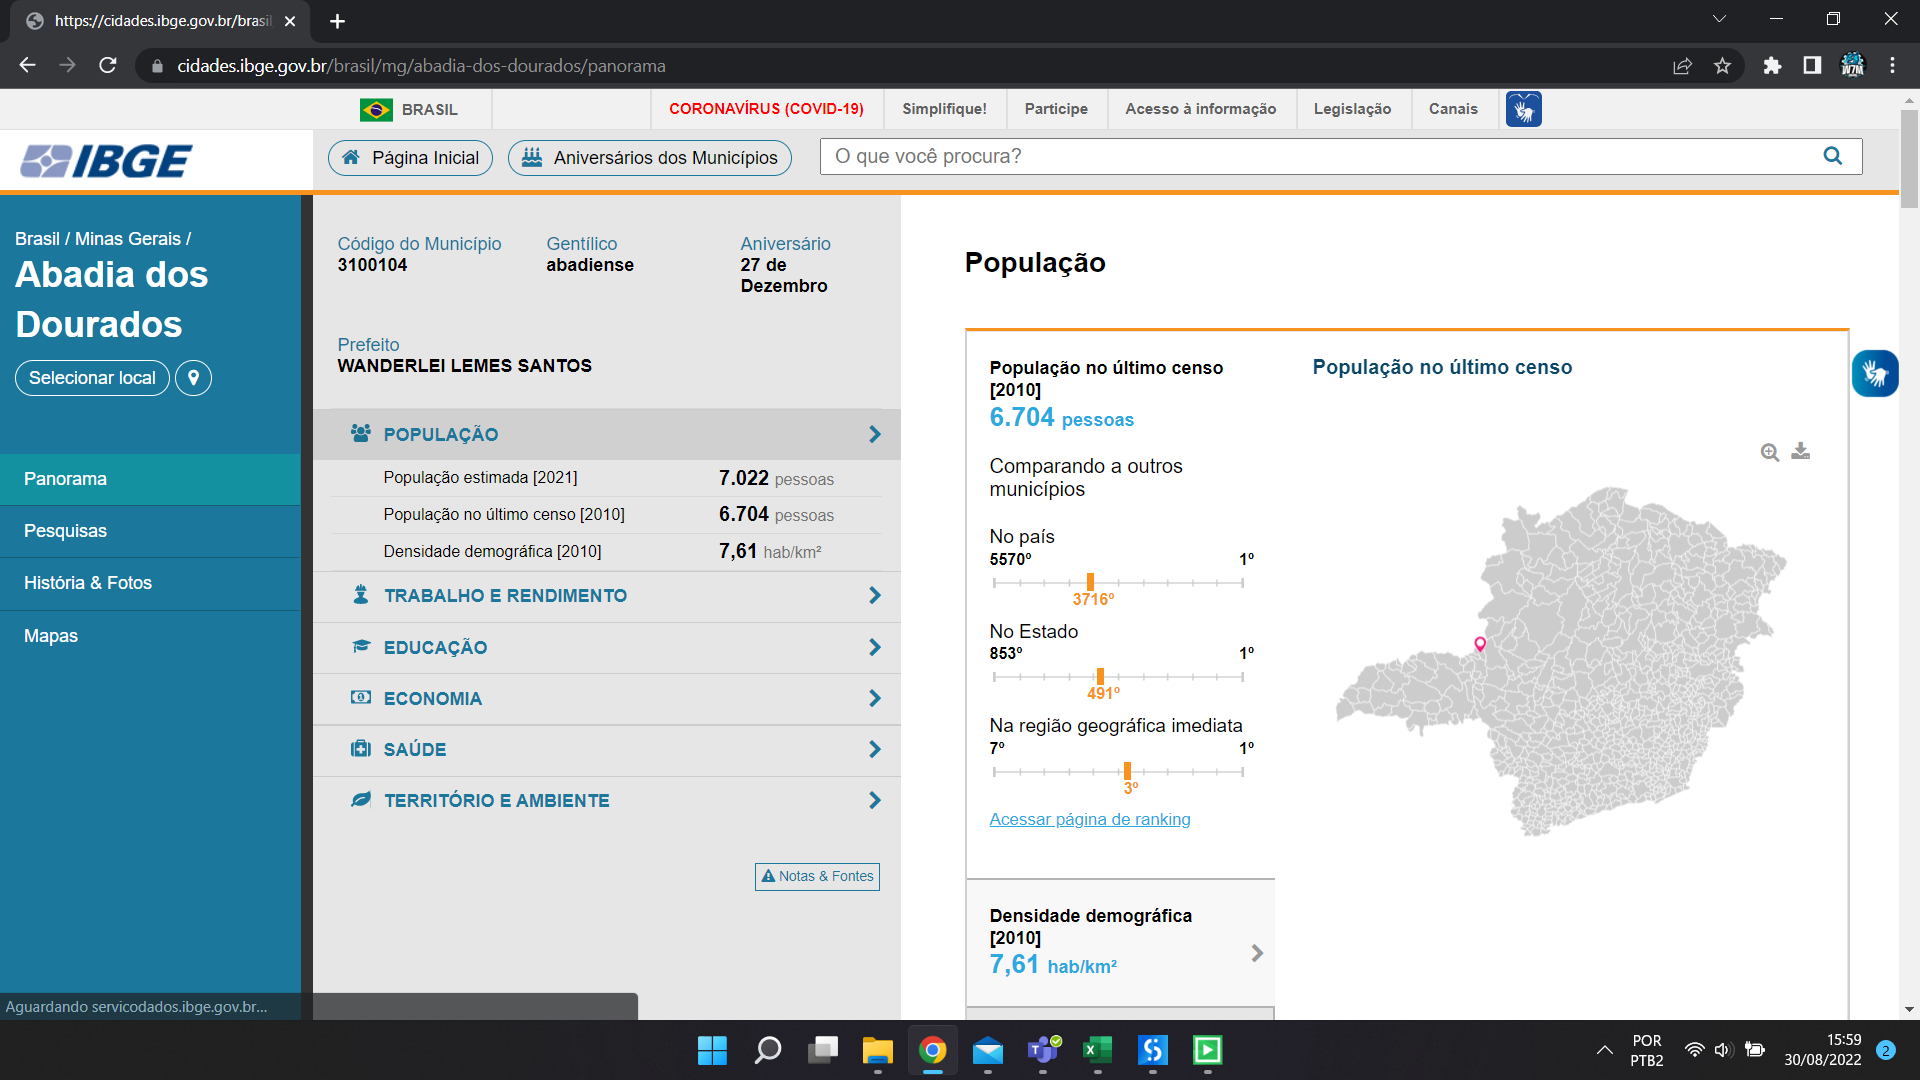 https://cidades.ibge.gov.br/brasil
cidades.ibge.gov.br/brasil/mg/abadia-dos-dourados/panorama
BRASIL
CORONAVÍRUS (COVID-19)
Simplifique!
Participe
Acesso à informação
Legislação
Canais
IBGE
Página Inicial
Aniversários dos Municípios
O que você procura?
Brasil / Minas Gerais /
Abadia dos
Dourados
Selecionar local
Panorama
Pesquisas
História & Fotos
Mapas
Aguardando servicodados.ibge.gov.br...
Código do Município
3100104
Gentílico
abadiense
Aniversário
27 de
Dezembro
Prefeito
WANDERLEI LEMES SANTOS
POPULAÇÃO
População estimada [2021] 7.022 pessoas
População no último censo [2010] 6.704 pessoas
Densidade demográfica [2010] 7,61 hab/km²
TRABALHO E RENDIMENTO
EDUCAÇÃO
ECONOMIA
SAÚDE
TERRITÓRIO E AMBIENTE
Notas & Fontes
População
População no último censo
[2010]
6.704 pessoas
Comparando a outros
municípios
No país
5570º 1º
3716º
No Estado
853º 1º
491º
Na região geográfica imediata
7º 1º
3º
Acessar página de ranking
Densidade demográfica
[2010]
7,61 hab/km²
População no último censo
POR
PTB2
15:59
30/08/2022
2